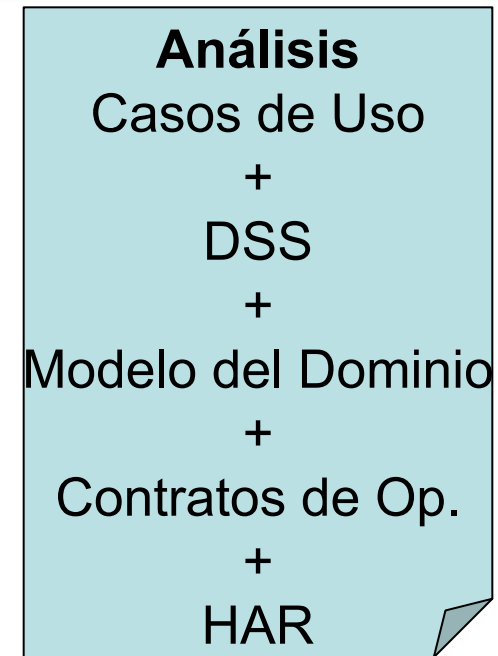 Análisis
Casos de Uso
+
DSS
+
Modelo del Dominio
+
Contratos de Op.
+
HAR